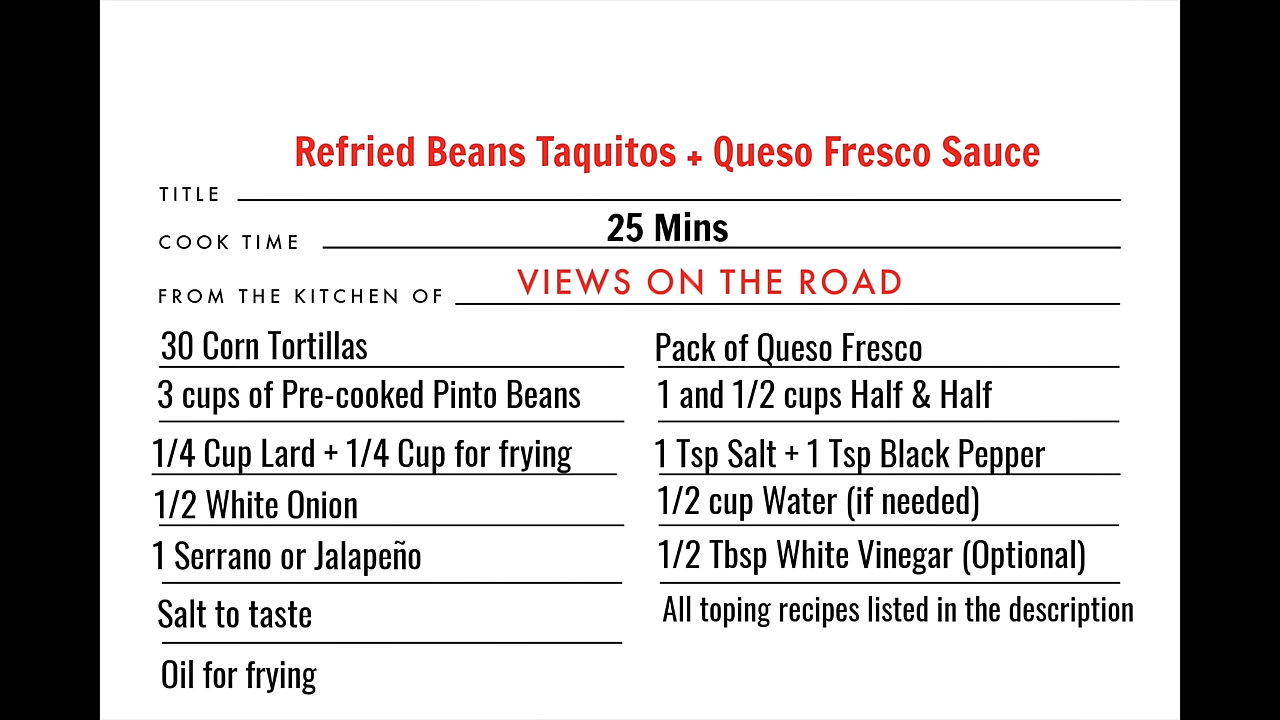 Refried Beans Taquitos + Queso Fresco Sauce
TITLE
25 Mins
COOK TIME
VIEWS ON THE ROAD
FROM THE KITCHEN OF
30 Corn Tortillas
3 cups of Pre-cooked Pinto Beans
1/4 Cup Lard + 1/4 Cup for frying
1/2 White Onion
1 Serrano or Jalapeño
Salt to taste
Oil for frying
Pack of Queso Fresco
1 and 1/2 cups Half & Half
1 Tsp Salt + 1 Tsp Black Pepper
1/2 cup Water (if needed)
1/2 Tbsp White Vinegar (Optional)
All toping recipes listed in the description